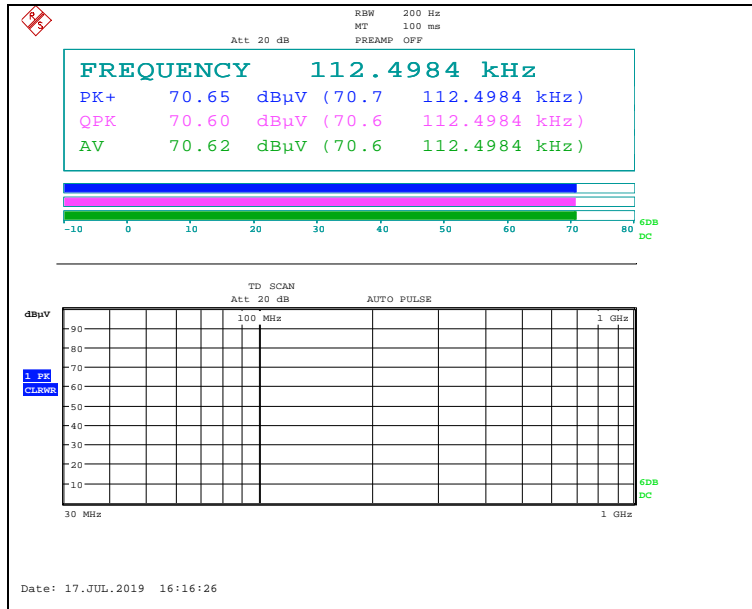 R&S
RBW 200 Hz
MT 100 ms
Att 20 dB PREAMP OFF
FREQUENCY 112.4984 kHz
PK+ 70.65 dBµV (70.7 112.4984 kHz)
QPK 70.60 dBµV (70.6 112.4984 kHz)
AV 70.62 dBµV (70.6 112.4984 kHz)
-10 0 10 20 30 40 50 60 70 80
6DB
DC
TD SCAN
Att 20 dB AUTO PULSE
dBµV
100 MHz 1 GHz
90
80
70
1 PK
CLRWR
60
50
40
30
20
10
6DB
DC
30 MHz 1 GHz
Date: 17.JUL.2019 16:16:26